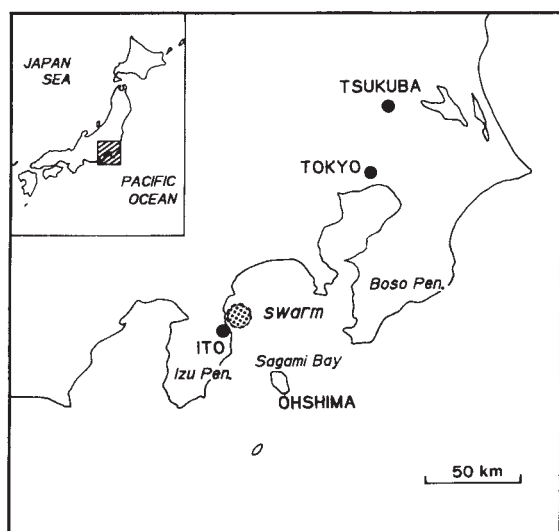 JAPAN
SEA
PACIFIC
OCEAN
TSUKUBA
TOKYO
Boso Pen.
swarm
ITO
Sagami Bay
Izu Pen.
OHSHIMA
50 km